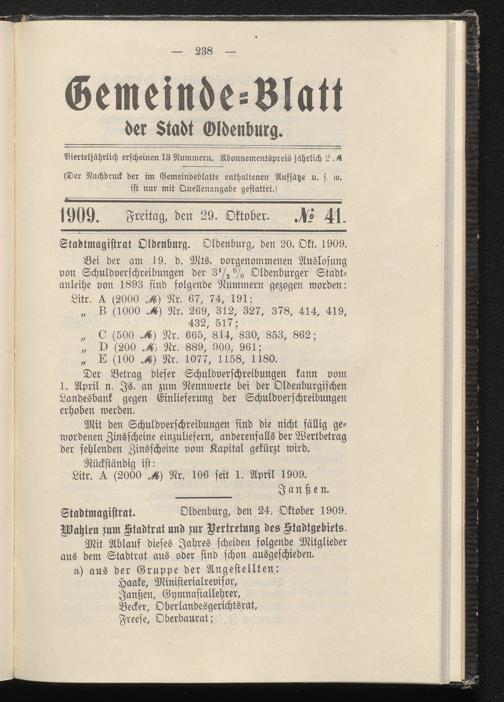 — 238 —
Gemeinde-Blatt
der Stadt Oldenburg.
Vierteljährlich erscheinen 13 Nummern. Abonnementspreis jährlich 2 ℳ
(Der Nachdruck der im Gemeindeblatte enthaltenen Aufsätze u. s. w.
ist nur mit Quellenangabe gestattet.)
1909. Freitag, den 29. Oktober. № 41.
Stadtmagistrat Oldenburg. Oldenburg, den 20. Okt. 1909.
Bei der am 19. d. Mts. vorgenommenen Auslosung
von Schuldverschreibungen der 3½% Oldenburger Stadt-
anleihe von 1893 sind folgende Nummern gezogen worden:
Litr. A (2000 ℳ) Nr. 67, 74, 191;
„ B (1000 ℳ) Nr. 269, 312, 327, 378, 414, 419,
432, 517;
„ C (500 ℳ) Nr. 665, 814, 830, 853, 862;
„ D (200 ℳ) Nr. 889, 900, 961;
„ E (100 ℳ) Nr. 1077, 1158, 1180.
Der Betrag dieser Schuldverschreibungen kann vom
1. April n. Js. an zum Nennwerte bei der Oldenburgischen
Landesbank gegen Einlieferung der Schuldverschreibungen
erhoben werden.
Mit den Schuldverschreibungen sind die nicht fällig ge-
wordenen Zinsscheine einzuliefern, anderenfalls der Wertbetrag
der fehlenden Zinsscheine vom Kapital gekürzt wird.
Rückständig ist:
Litr. A (2000 ℳ) Nr. 106 seit 1. April 1909.
Janßen.
Stadtmagistrat. Oldenburg, den 24. Oktober 1909.
Wahlen zum Stadtrat und zur Vertretung des Stadtgebiets.
Mit Ablauf dieses Jahres scheiden folgende Mitglieder
aus dem Stadtrat aus oder sind schon ausgeschieden.
a) aus der Gruppe der Angestellten:
Haake, Ministerialrevisor,
Janßen, Gymnasiallehrer,
Becker, Oberlandesgerichtsrat,
Freese, Oberbaurat;